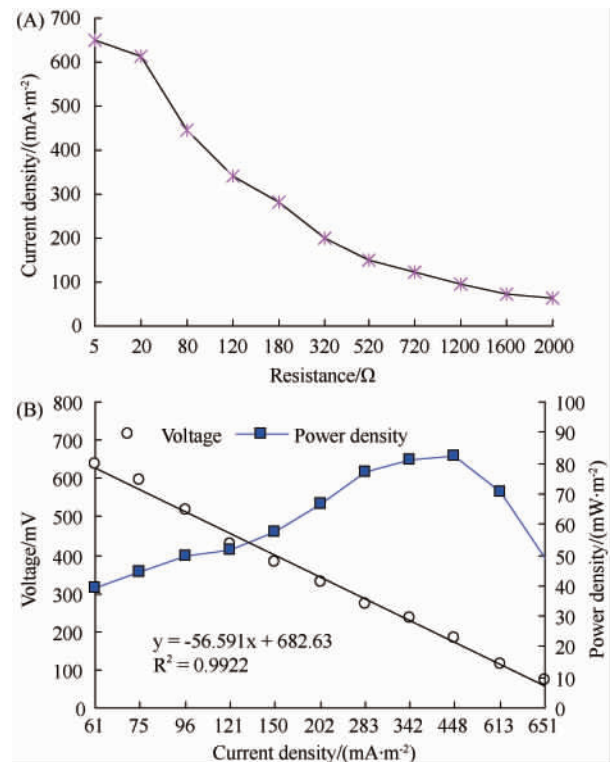 (A)
700
600
500
400
300
200
100
0
Current density/(mA·m⁻²)
5 20 80 120 180 320 520 720 1200 1600 2000
Resistance/Ω
(B)
800
700
600
500
400
300
200
100
0
Voltage/mV
Voltage Power density
100
90
80
70
60
50
40
30
20
10
0
Power density/(mW·m⁻²)
y = -56.591x + 682.63
R² = 0.9922
61 75 96 121 150 202 283 342 448 613 651
Current density/(mA·m⁻²)